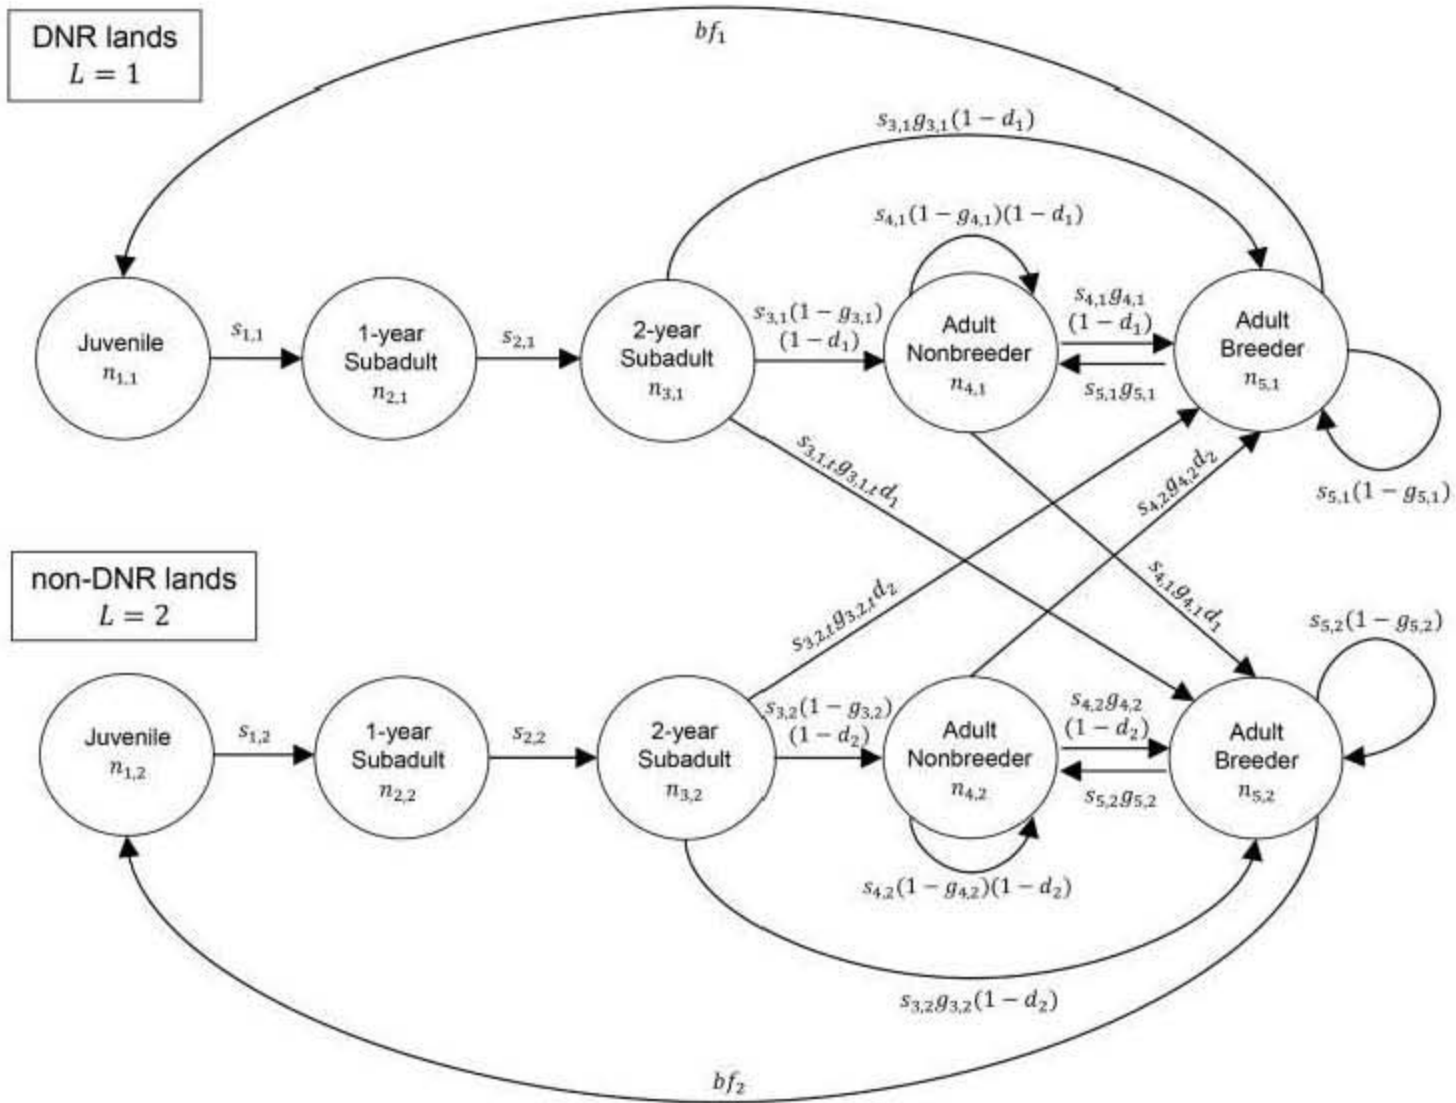 DNR lands
L = 1
bf₁
s₃,₁g₃,₁(1 − d₁)
s₄,₁(1 − g₄,₁)(1 − d₁)
Juvenile
n₁,₁
s₁,₁
1-year
Subadult
n₂,₁
s₂,₁
2-year
Subadult
n₃,₁
s₃,₁(1 − g₃,₁)
(1 − d₁)
Adult
Nonbreeder
n₄,₁
s₄,₁g₄,₁
(1 − d₁)
s₅,₁g₅,₁
Adult
Breeder
n₅,₁
s₅,₁(1 − g₅,₁)
s₃,₁,ₜg₃,₁,ₜd₁
s₄,₂g₄,₂d₂
s₃,₂,ₜg₃,₂,ₜd₂
s₄,₁g₄,₁d₁
non-DNR lands
L = 2
s₅,₂(1 − g₅,₂)
Juvenile
n₁,₂
s₁,₂
1-year
Subadult
n₂,₂
s₂,₂
2-year
Subadult
n₃,₂
s₃,₂(1 − g₃,₂)
(1 − d₂)
Adult
Nonbreeder
n₄,₂
s₄,₂g₄,₂
(1 − d₂)
s₅,₂g₅,₂
Adult
Breeder
n₅,₂
s₄,₂(1 − g₄,₂)(1 − d₂)
s₃,₂g₃,₂(1 − d₂)
bf₂